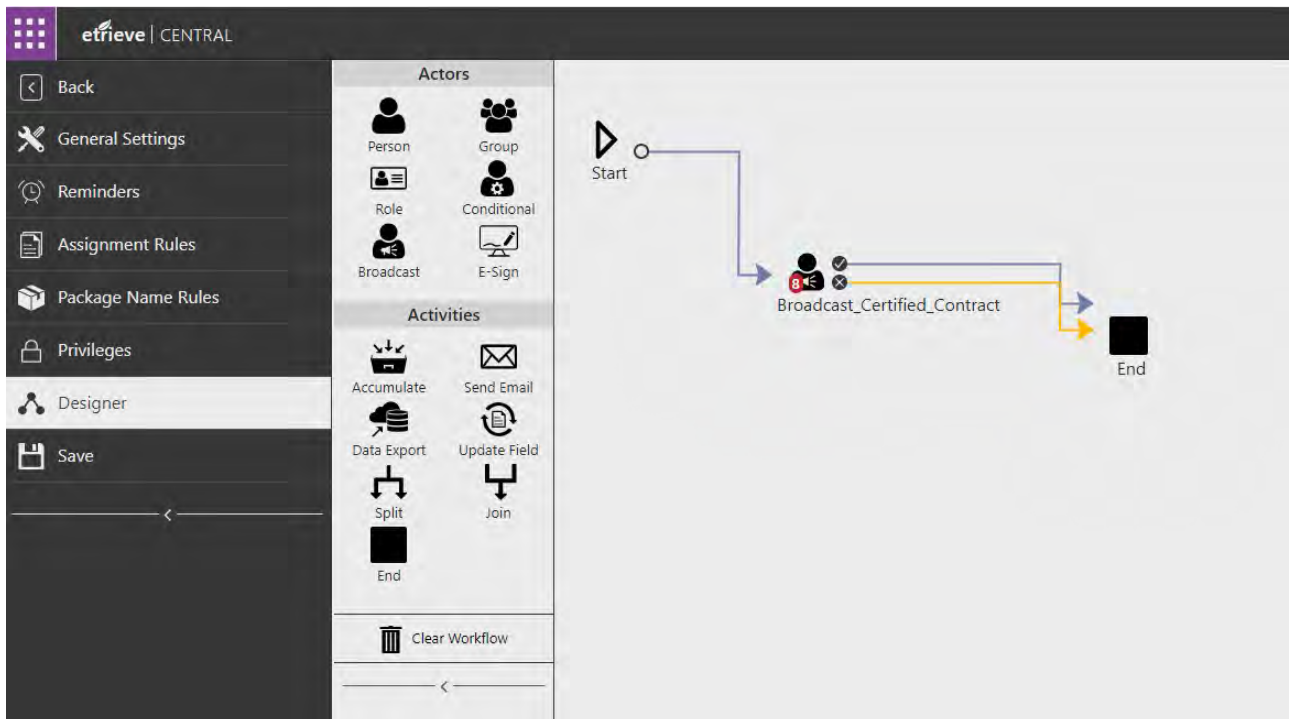 etrieve | CENTRAL
Back
General Settings
Reminders
Assignment Rules
Package Name Rules
Privileges
Designer
Save
Actors
Person Group
Role Conditional
Broadcast E-Sign
Activities
Accumulate Send Email
Data Export Update Field
Split Join
End
Clear Workflow
Start
8
Broadcast_Certified_Contract
End